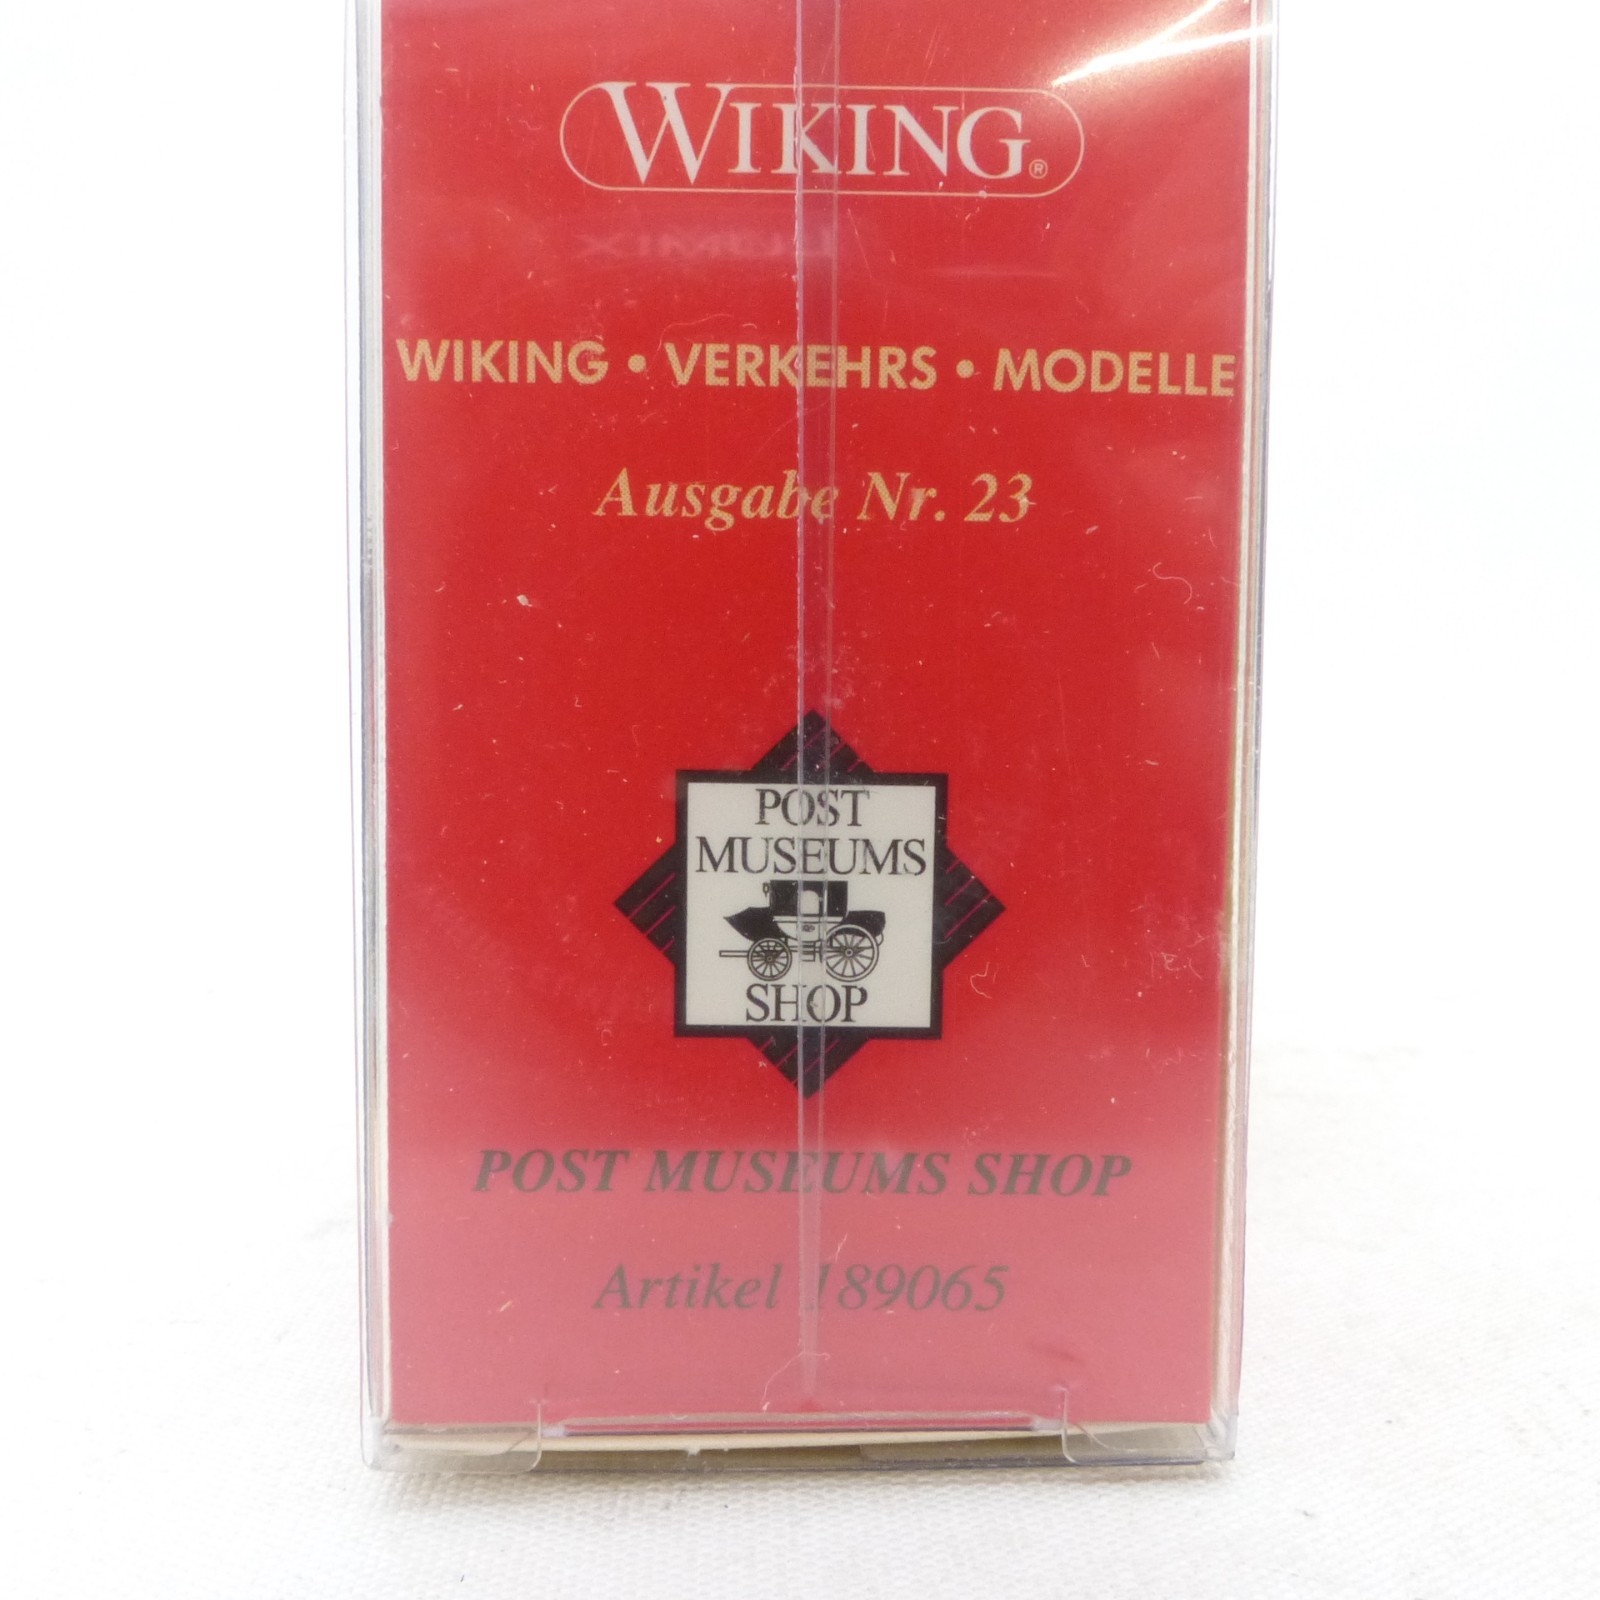 WIKING®
WIKING • VERKEHRS • MODELLE
Ausgabe Nr. 23
POST
MUSEUMS
SHOP
POST MUSEUMS SHOP
Artikel 189065